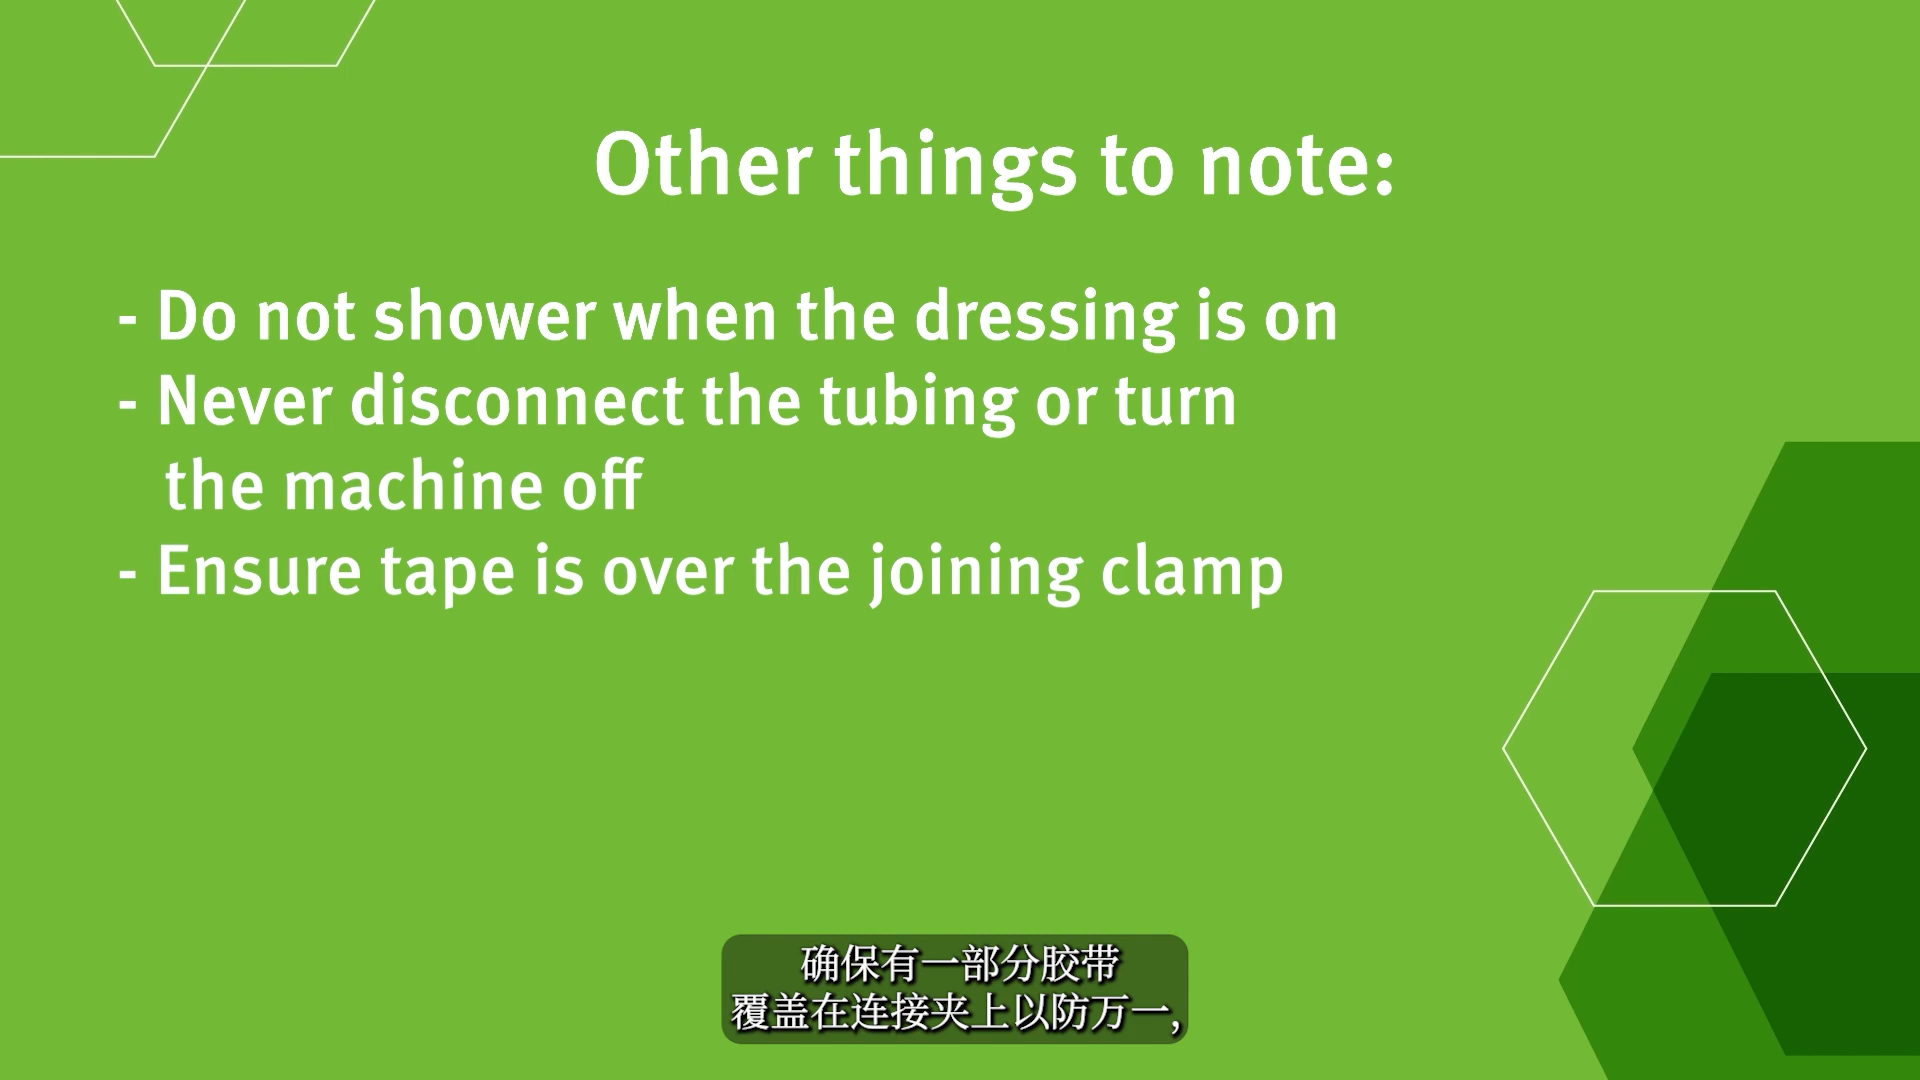 Other things to note:
- Do not shower when the dressing is on
- Never disconnect the tubing or turn
the machine off
- Ensure tape is over the joining clamp
确保有一部分胶带
覆盖在连接夹上以防万一,